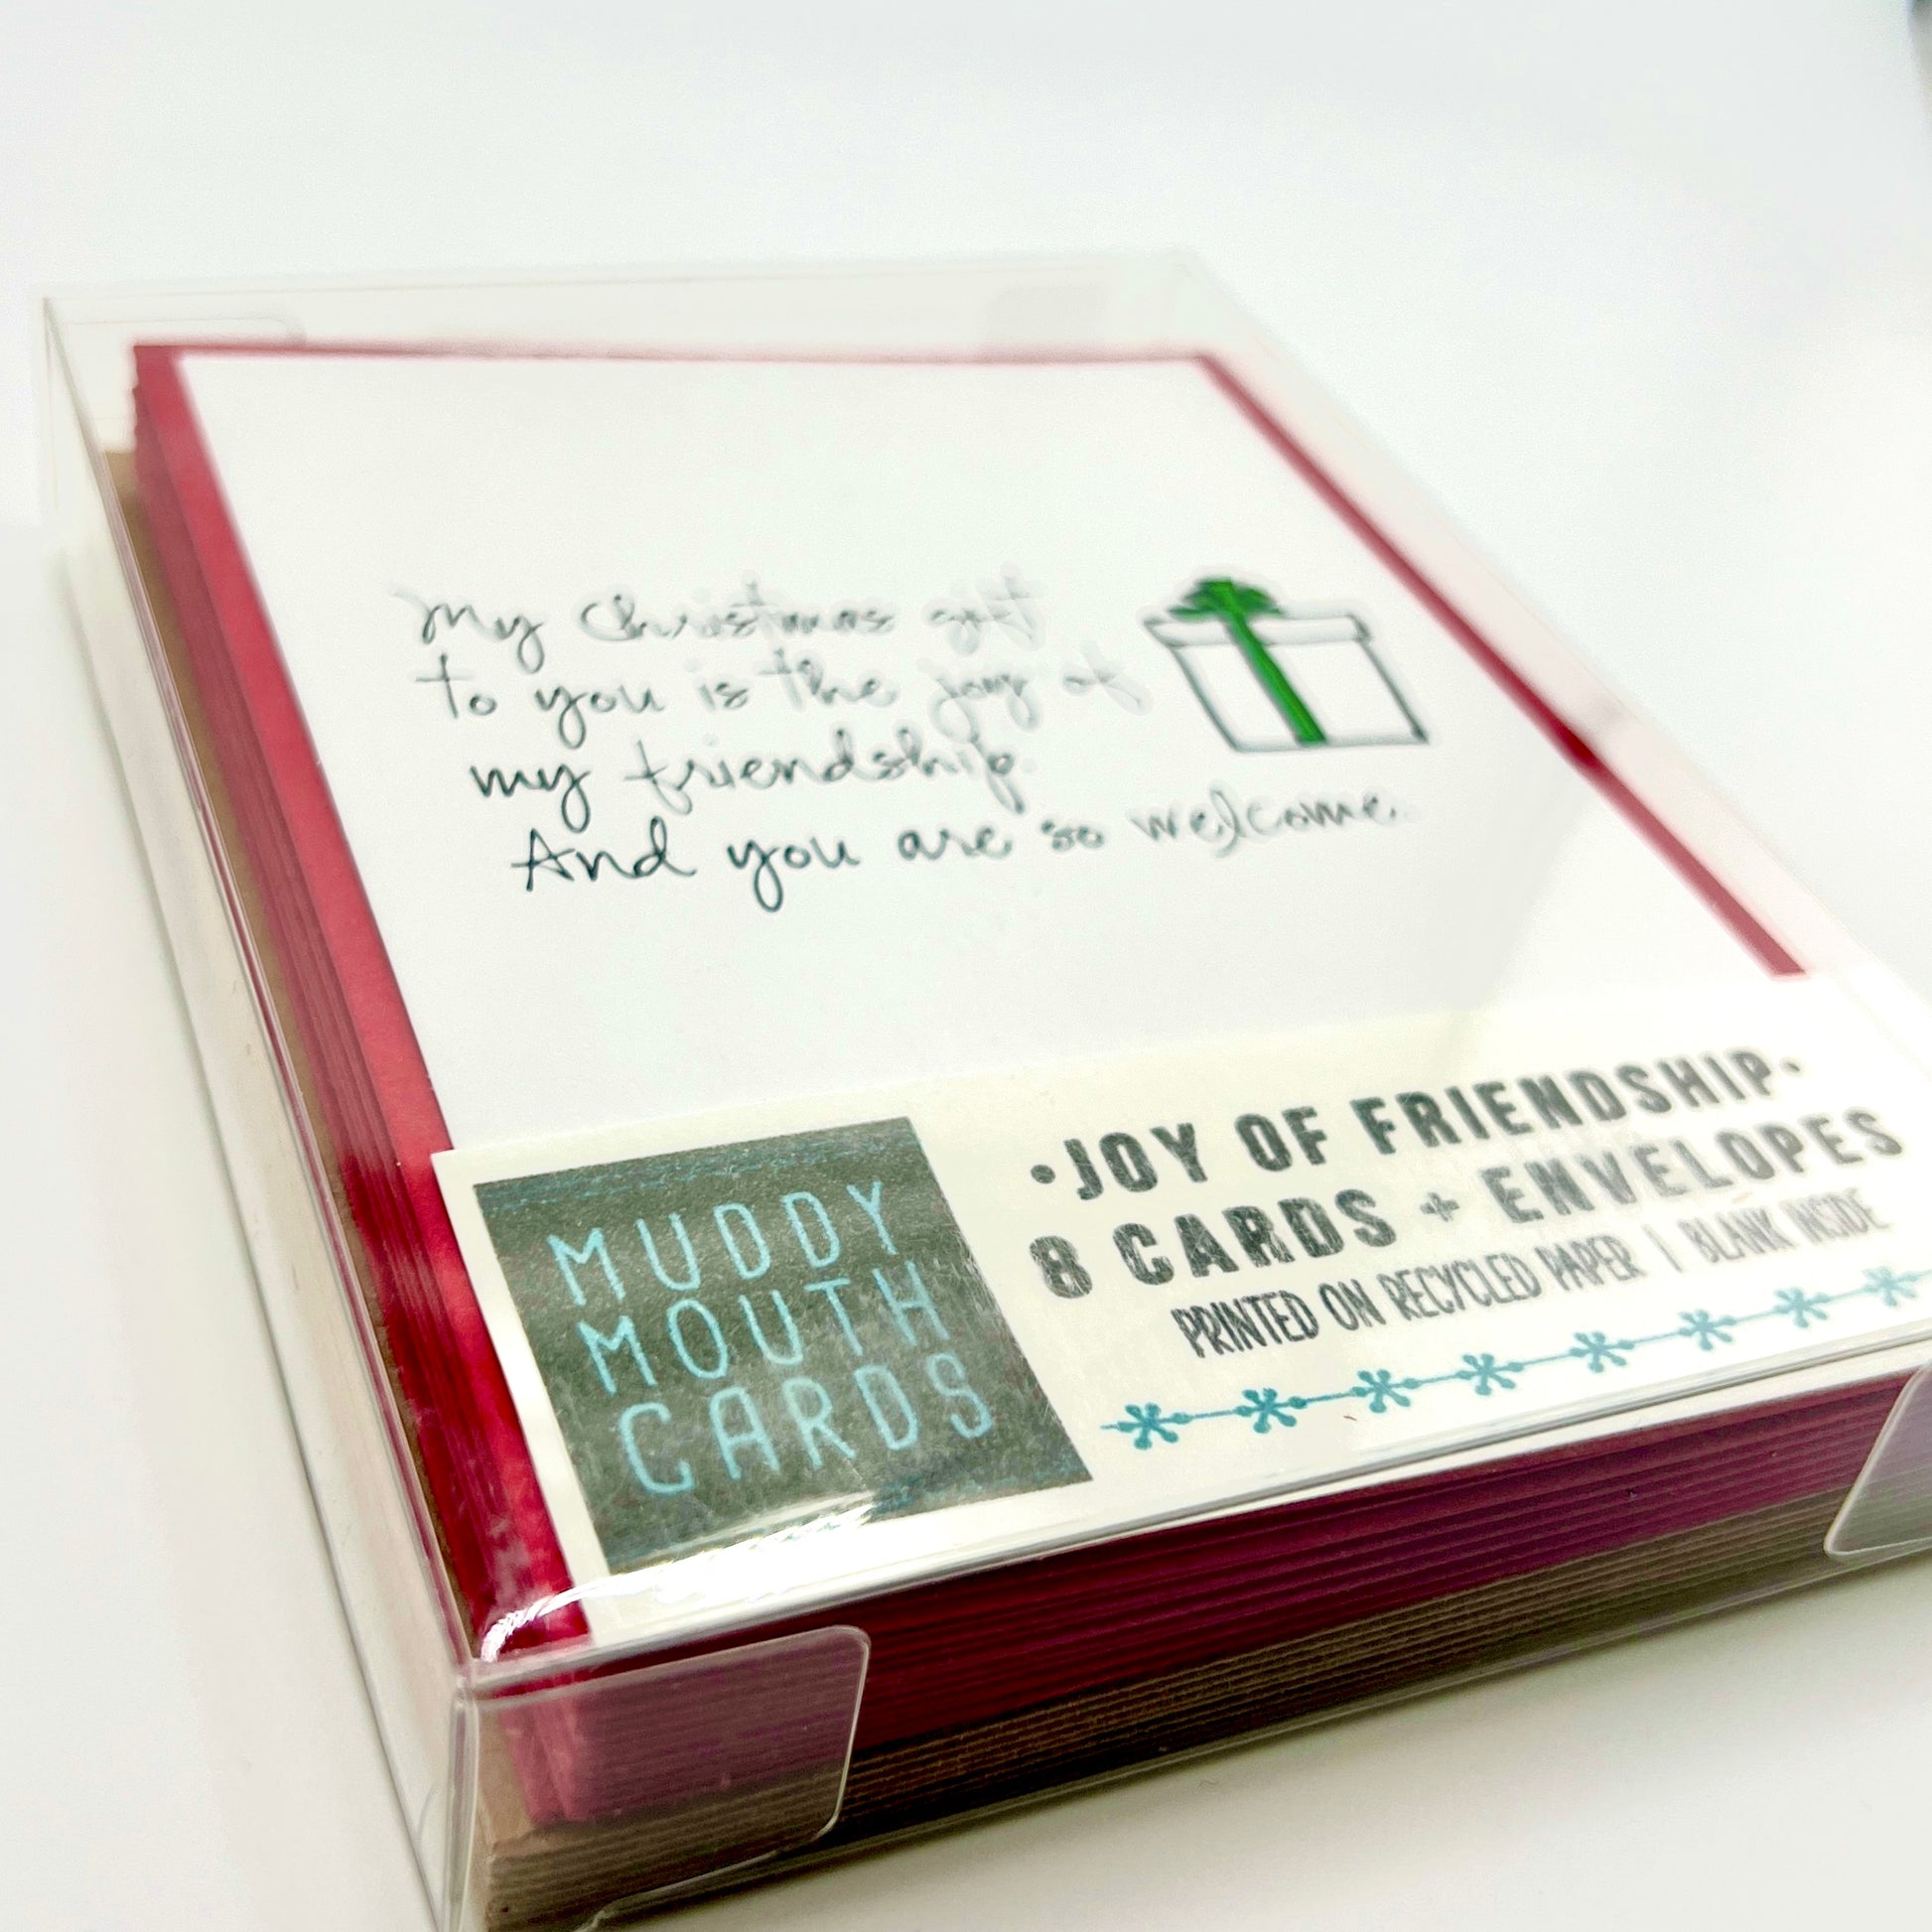 My Christmas gift
to you is the joy of
my friendship.
And you are so welcome.
MUDDY
MOUTH
CARDS
•JOY OF FRIENDSHIP•
8 CARDS + ENVELOPES
PRINTED ON RECYCLED PAPER | BLANK INSIDE